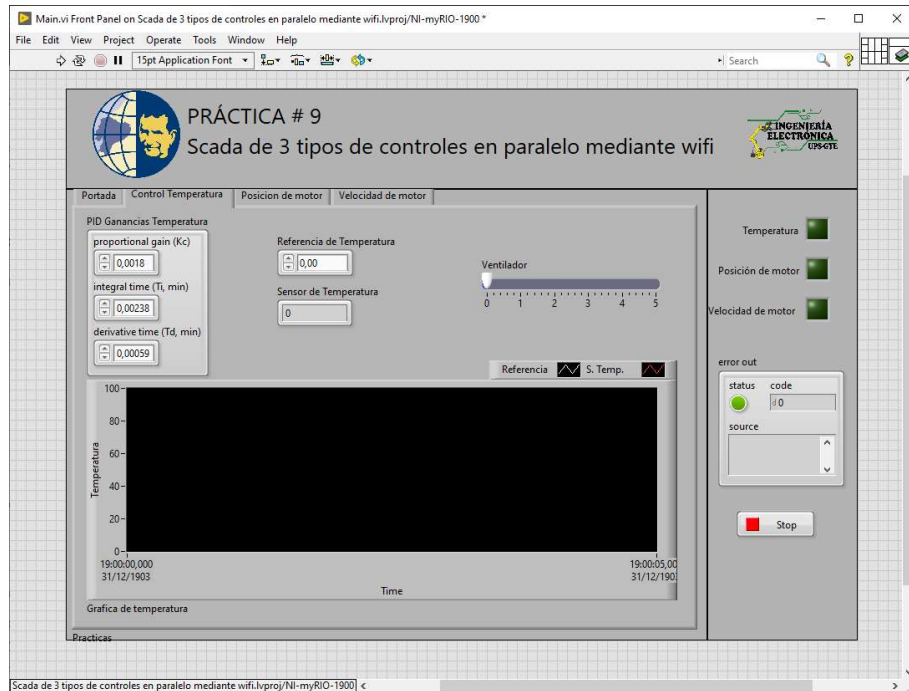 Main.vi Front Panel on Scada de 3 tipos de controles en paralelo mediante wifi.lvproj/NI-myRIO-1900 *
File Edit View Project Operate Tools Window Help
15pt Application Font
Search
PRÁCTICA # 9
Scada de 3 tipos de controles en paralelo mediante wifi
INGENIERÍA
ELECTRÓNICA
UPS-GYE
Portada Control Temperatura Posicion de motor Velocidad de motor
PID Ganancias Temperatura
proportional gain (Kc)
0,0018
integral time (Ti, min)
0,00238
derivative time (Td, min)
0,00059
Referencia de Temperatura
0,00
Sensor de Temperatura
0
Ventilador
0 1 2 3 4 5
Referencia S. Temp.
100
80
60
40
20
0
Temperatura
19:00:00,000
31/12/1903
19:00:05,00
31/12/190
Time
Grafica de temperatura
Practicas
Temperatura
Posición de motor
Velocidad de motor
error out
status code
d 0
source
Stop
Scada de 3 tipos de controles en paralelo mediante wifi.lvproj/NI-myRIO-1900